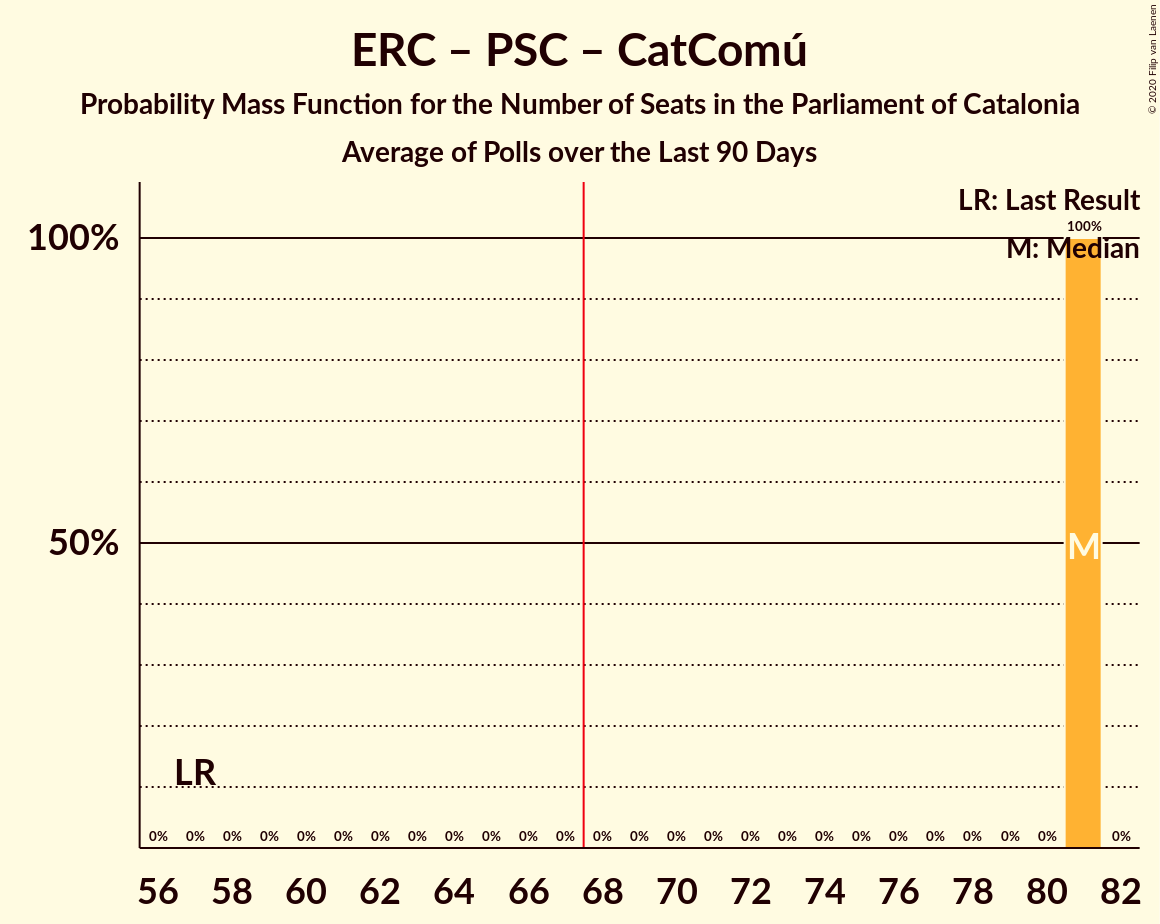 ERC – PSC – CatComú
Probability Mass Function for the Number of Seats in the Parliament of Catalonia
Average of Polls over the Last 90 Days
© 2020 Filip van Laenen
LR: Last Result
100%
100%
M: Median
50%
M
LR
0% 0% 0% 0% 0% 0% 0% 0% 0% 0% 0% 0% 0% 0% 0% 0% 0% 0% 0% 0% 0% 0% 0% 0% 0% 0%
56 58 60 62 64 66 68 70 72 74 76 78 80 82